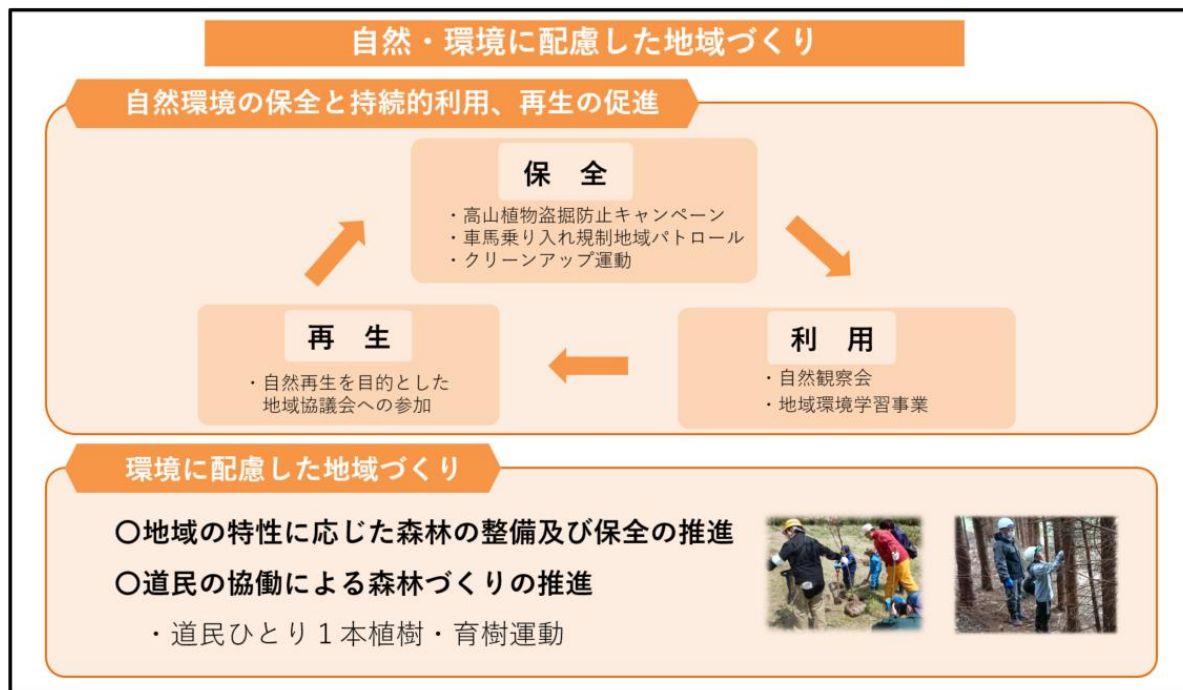 自然・環境に配慮した地域づくり
自然環境の保全と持続的利用、再生の促進
保　全
・高山植物盗掘防止キャンペーン
・車馬乗り入れ規制地域パトロール
・クリーンアップ運動
再　生
・自然再生を目的とした
地域協議会への参加
利　用
・自然観察会
・地域環境学習事業
環境に配慮した地域づくり
〇地域の特性に応じた森林の整備及び保全の推進
〇道民の協働による森林づくりの推進
・道民ひとり１本植樹・育樹運動